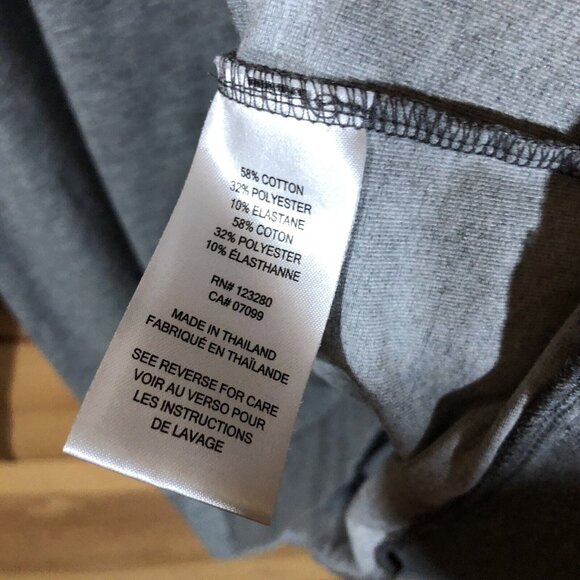 58% COTTON
32% POLYESTER
10% ELASTANE
58% COTON
32% POLYESTER
10% ÉLASTHANNE
RN# 123280
CA# 07099
MADE IN THAILAND
FABRIQUÉ EN THAÏLANDE
SEE REVERSE FOR CARE
VOIR AU VERSO POUR
LES INSTRUCTIONS
DE LAVAGE